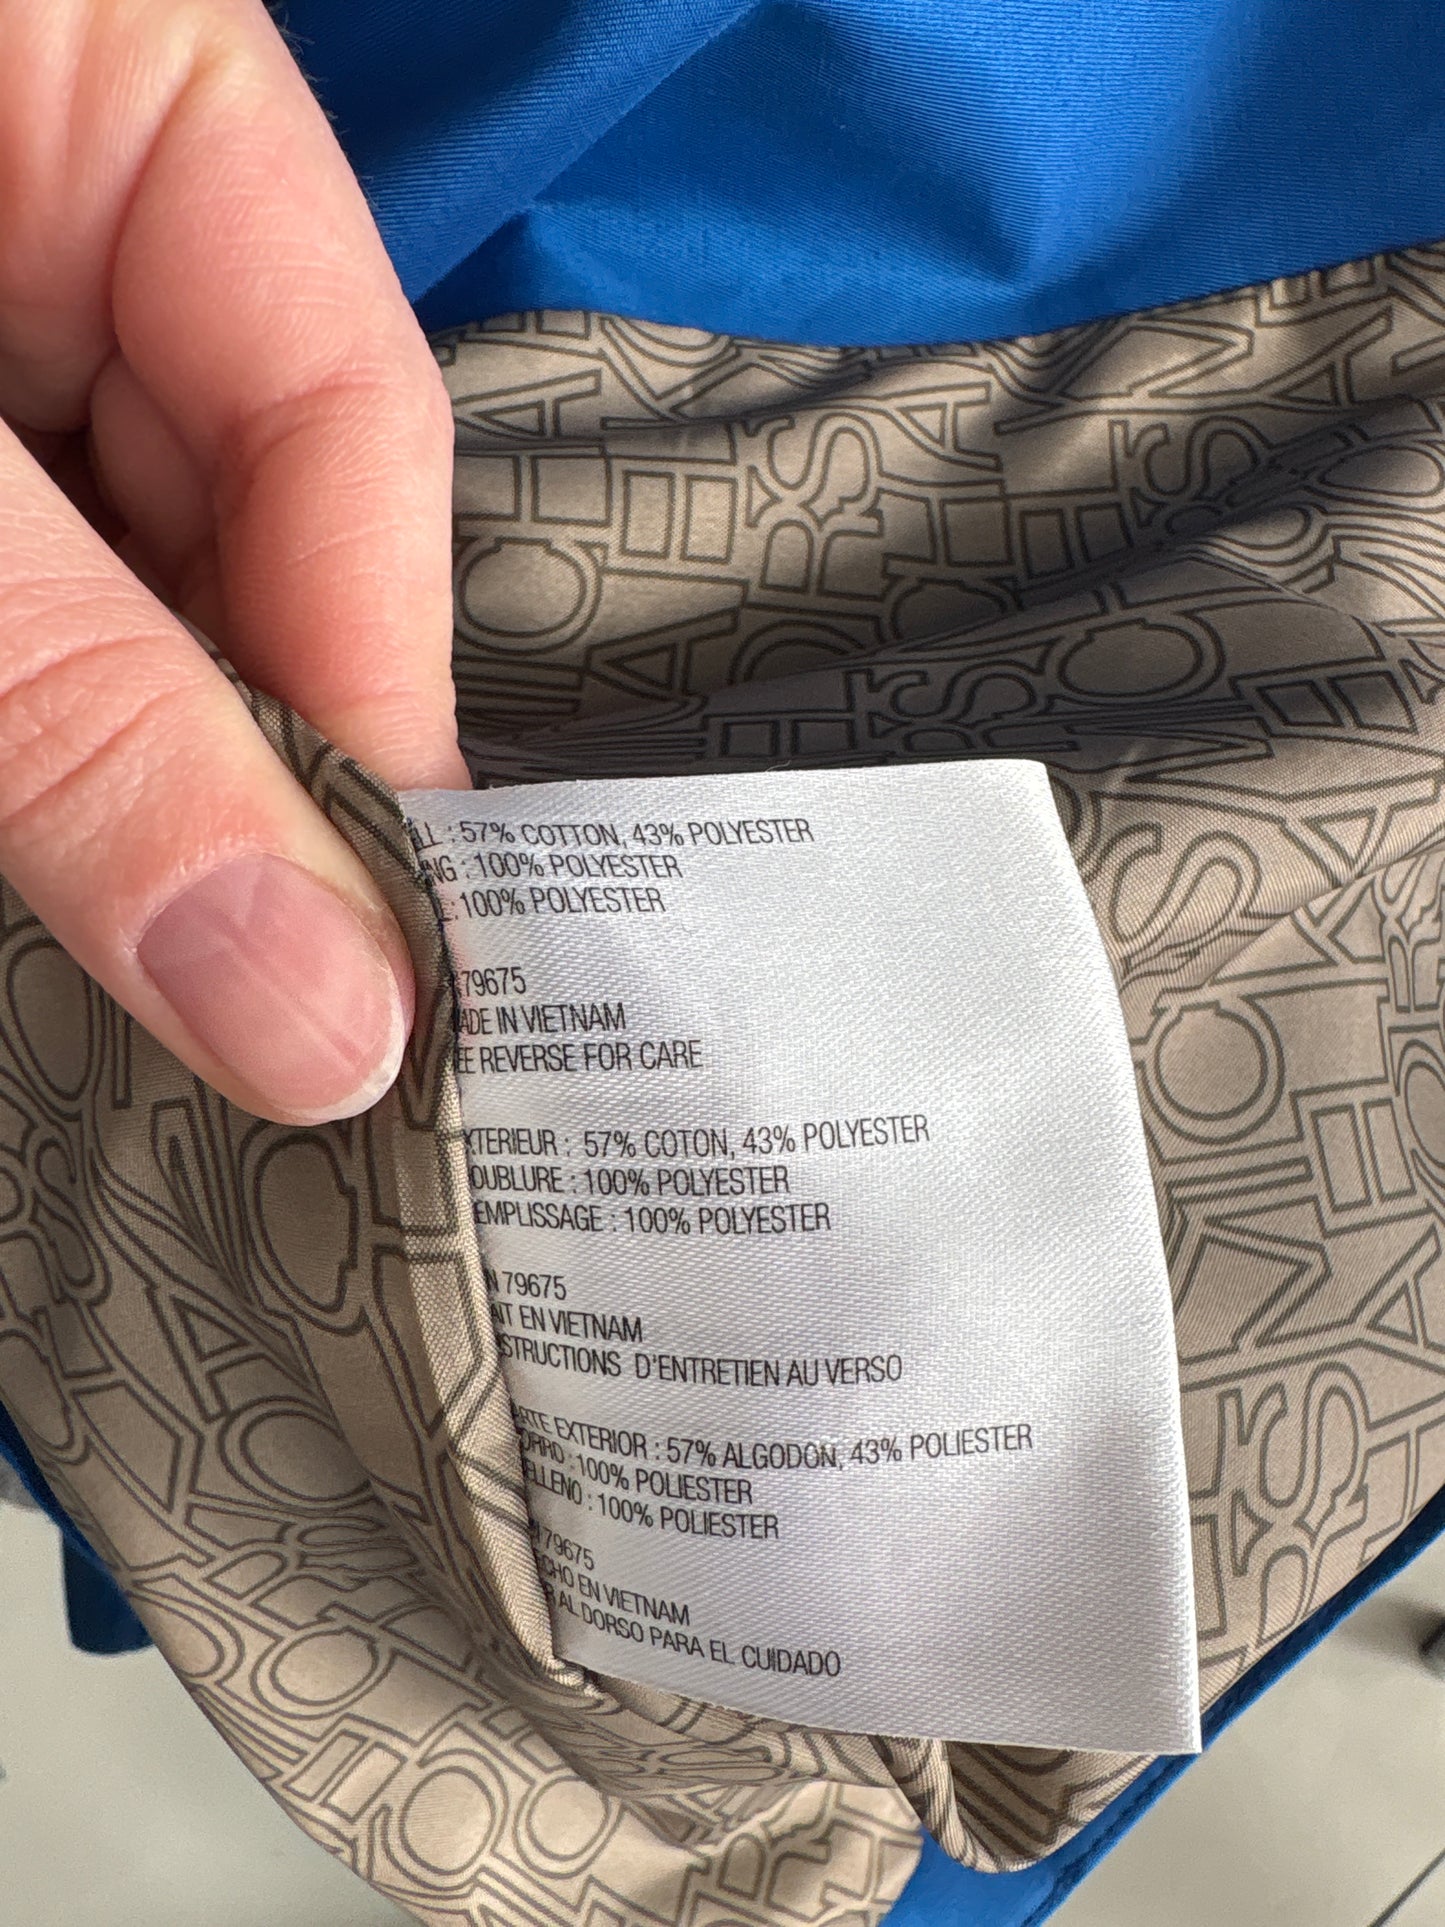 : 57% COTTON, 43% POLYESTER
: 100% POLYESTER
: 100% POLYESTER
79675
ADE IN VIETNAM
EE REVERSE FOR CARE
XTERIEUR : 57% COTON, 43% POLYESTER
OUBLURE : 100% POLYESTER
EMPLISSAGE : 100% POLYESTER
N 79675
AIT EN VIETNAM
STRUCTIONS D'ENTRETIEN AU VERSO
ARTE EXTERIOR : 57% ALGODON, 43% POLIESTER
ORRO : 100% POLIESTER
ELLENO : 100% POLIESTER
N 79675
ECHO EN VIETNAM
R AL DORSO PARA EL CUIDADO